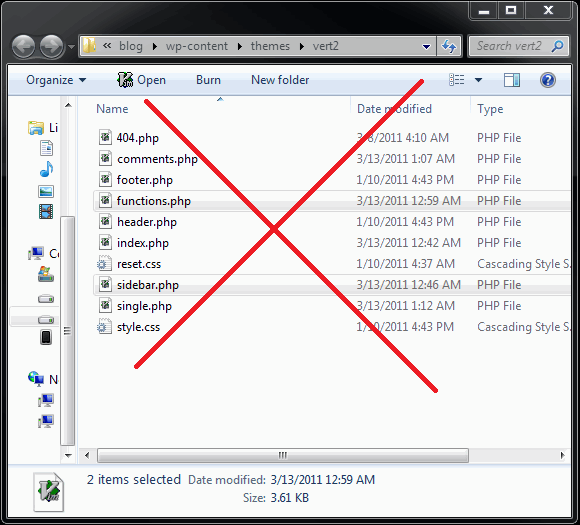 « blog ▸ wp-content ▸ themes ▸ vert2
Search vert2
Organize Open Burn New folder
Name Date modified Type
404.php 3/8/2011 4:10 AM PHP File
comments.php 3/13/2011 1:07 AM PHP File
footer.php 1/10/2011 4:43 PM PHP File
functions.php 3/13/2011 12:59 AM PHP File
header.php 1/10/2011 4:43 PM PHP File
index.php 3/13/2011 12:42 AM PHP File
reset.css 1/10/2011 4:37 AM Cascading Style S
sidebar.php 3/13/2011 12:46 AM PHP File
single.php 3/13/2011 1:12 AM PHP File
style.css 1/10/2011 4:43 PM Cascading Style S
Li
Co
N
2 items selected Date modified: 3/13/2011 12:59 AM
Size: 3.61 KB